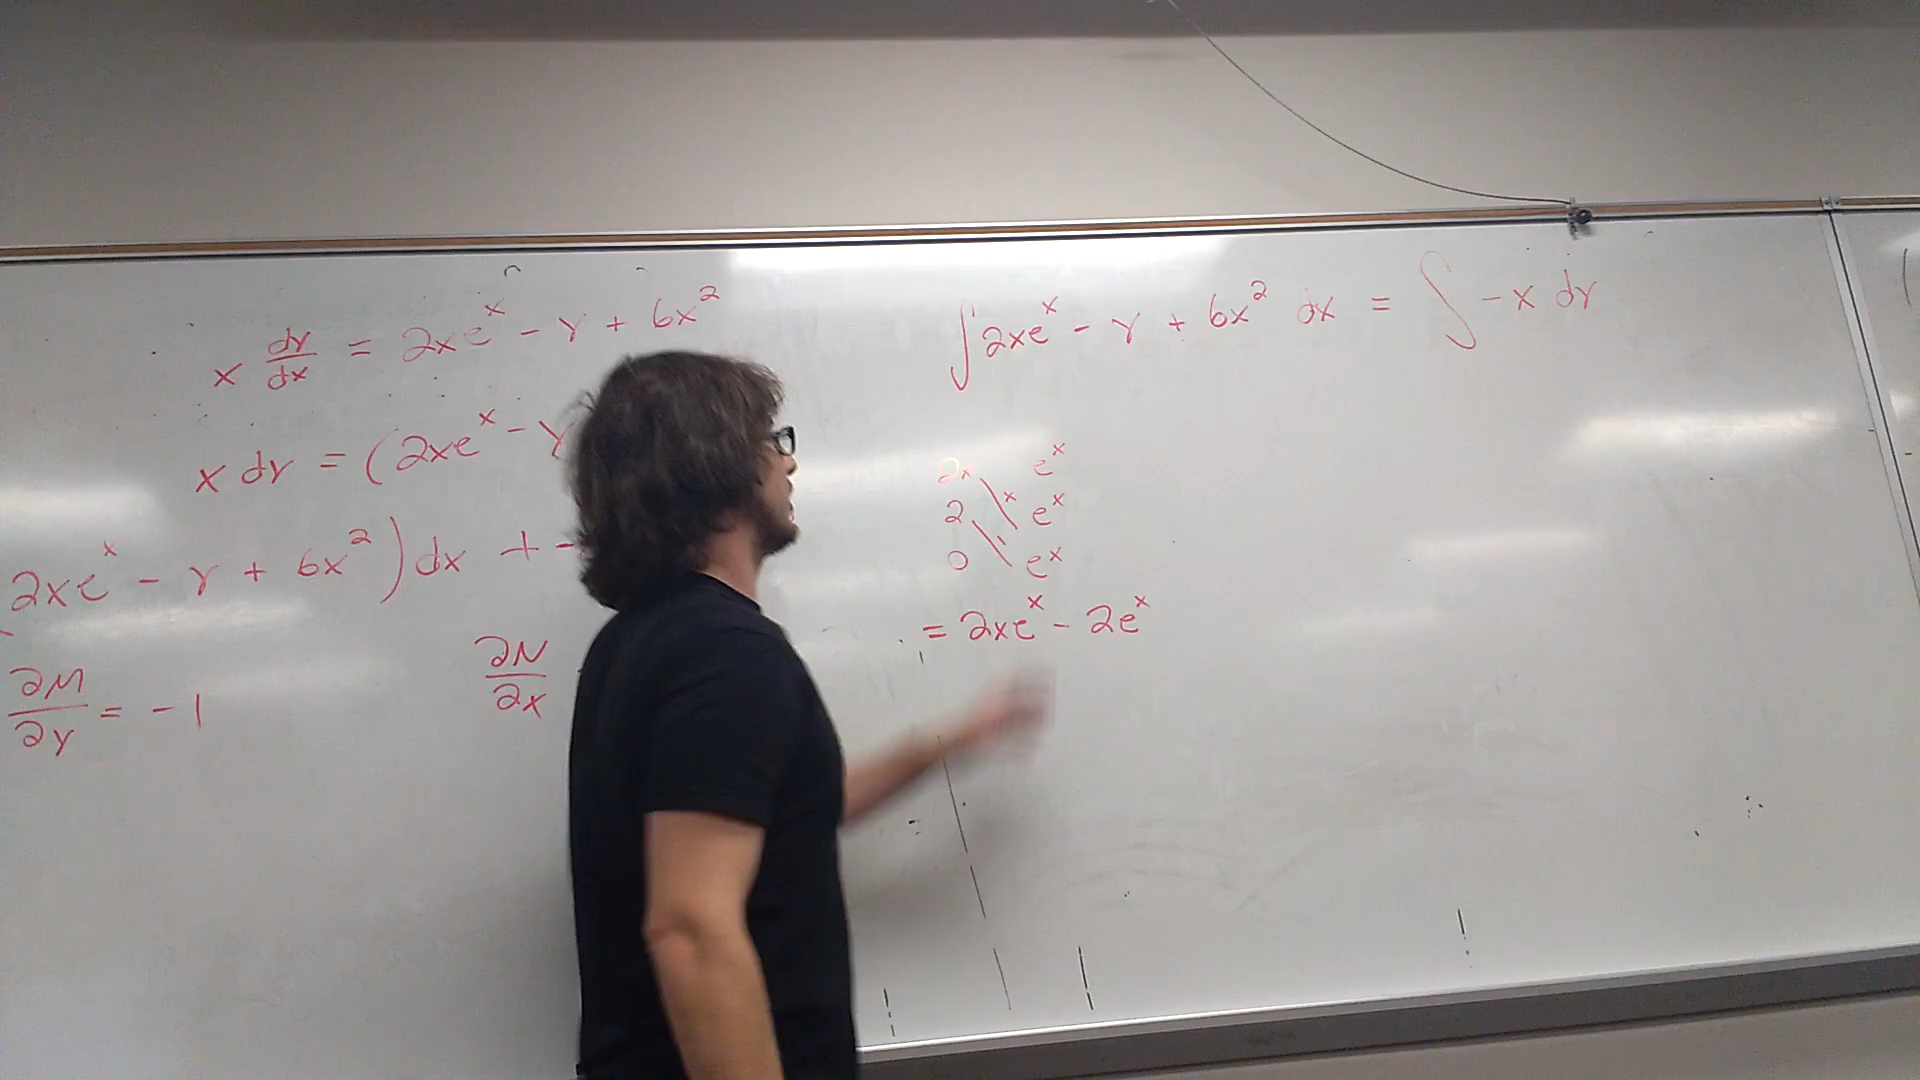 x dy/dx = 2xe^x - y + 6x^2
x dy = (2xe^x - y
2xe^x - y + 6x^2) dx + -
∂M/∂y = -1
∂N/∂x
∫ 2xe^x - y + 6x^2 dx = ∫ -x dy
2x e^x
2 e^x
0 e^x
= 2xe^x - 2e^x